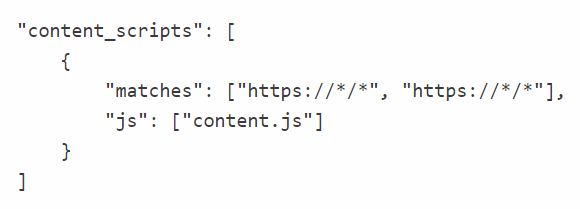 "content_scripts": [
    {
        "matches": ["https://*/*", "https://*/*"],
        "js": ["content.js"]
    }
]